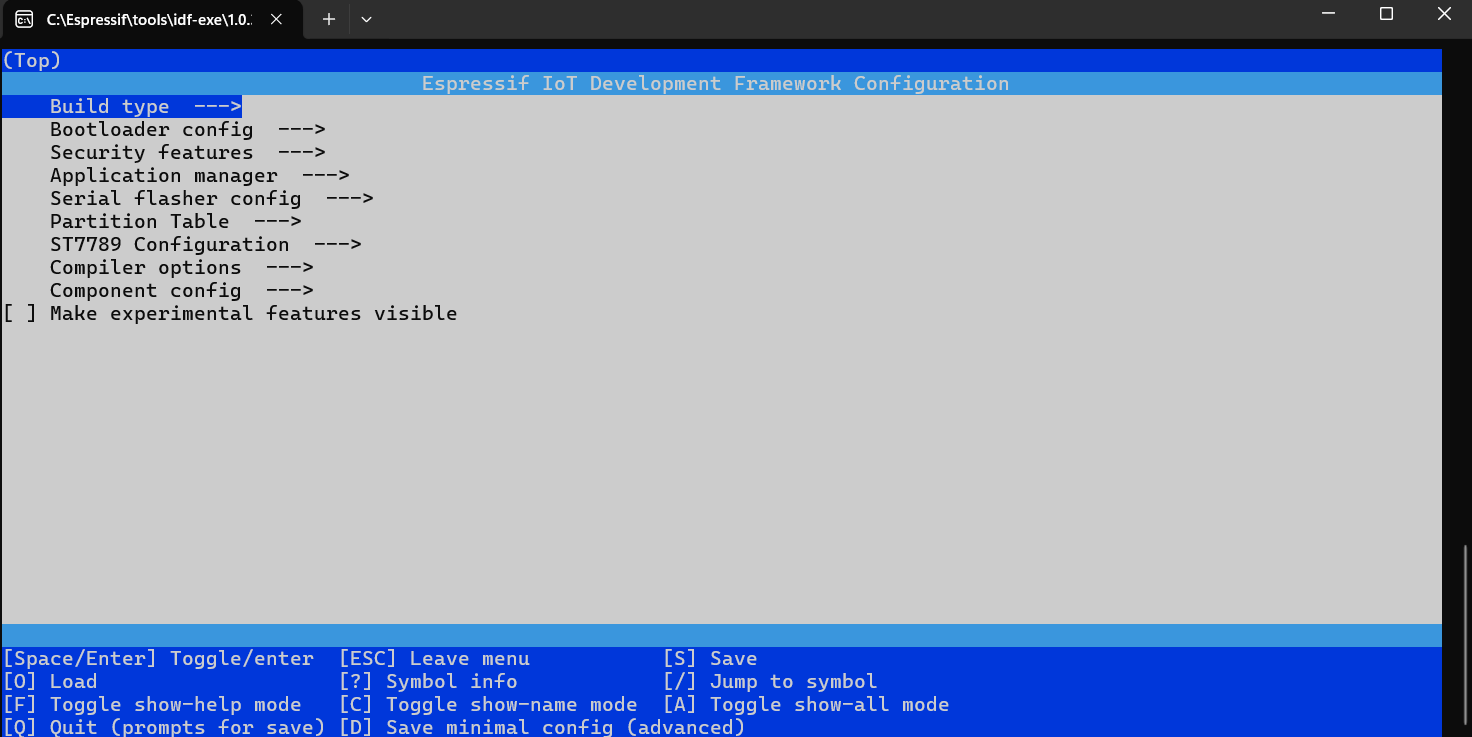 C:\Espressif\tools\idf-exe\1.0.
(Top)
Espressif IoT Development Framework Configuration
Build type  --->
Bootloader config  --->
Security features  --->
Application manager  --->
Serial flasher config  --->
Partition Table  --->
ST7789 Configuration  --->
Compiler options  --->
Component config  --->
[ ] Make experimental features visible
[Space/Enter] Toggle/enter  [ESC] Leave menu           [S] Save
[O] Load                    [?] Symbol info            [/] Jump to symbol
[F] Toggle show-help mode   [C] Toggle show-name mode  [A] Toggle show-all mode
[Q] Quit (prompts for save) [D] Save minimal config (advanced)